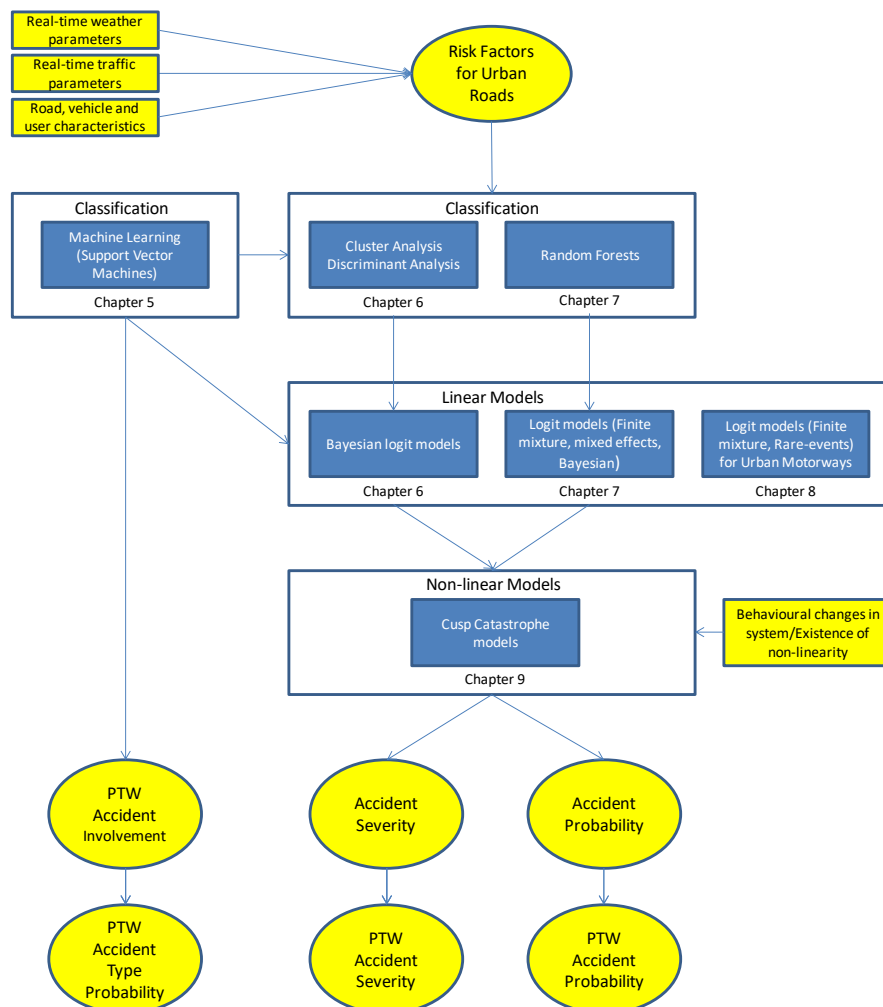 Real-time weather
parameters
Real-time traffic
parameters
Road, vehicle and
user characteristics
Risk Factors
for Urban
Roads
Classification
Machine Learning
(Support Vector
Machines)
Chapter 5
Classification
Cluster Analysis
Discriminant Analysis
Chapter 6
Random Forests
Chapter 7
Linear Models
Bayesian logit models
Chapter 6
Logit models (Finite
mixture, mixed effects,
Bayesian)
Chapter 7
Logit models (Finite
mixture, Rare-events)
for Urban Motorways
Chapter 8
Non-linear Models
Cusp Catastrophe
models
Chapter 9
Behavioural changes in
system/Existence of
non-linearity
PTW
Accident
Involvement
Accident
Severity
Accident
Probability
PTW
Accident
Type
Probability
PTW
Accident
Severity
PTW
Accident
Probability